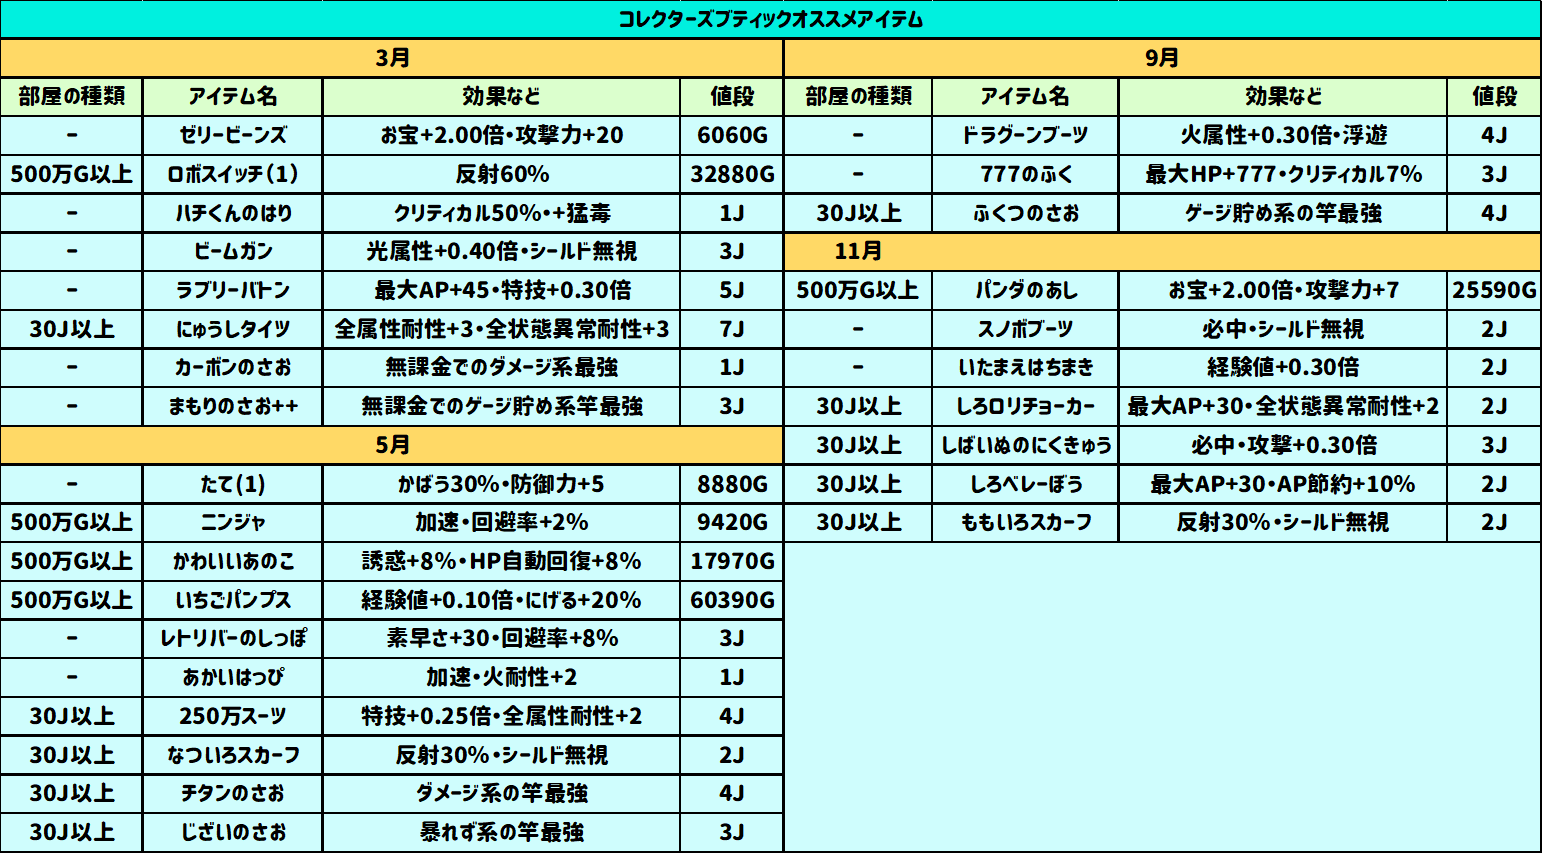 コレクターズブティックオススメアイテム
3月
部屋の種類 アイテム名 効果など 値段
- ゼリービーンズ お宝+2.00倍・攻撃力+20 6060G
500万G以上 ロボスイッチ(1) 反射60% 32880G
- ハチくんのはり クリティカル50%・+猛毒 1J
- ビームガン 光属性+0.40倍・シールド無視 3J
- ラブリーバトン 最大AP+45・特技+0.30倍 5J
30J以上 にゅうしタイツ 全属性耐性+3・全状態異常耐性+3 7J
- カーボンのさお 無課金でのダメージ系最強 1J
- まもりのさお++ 無課金でのゲージ貯め系竿最強 3J
5月
- たて(1) かばう30%・防御力+5 8880G
500万G以上 ニンジャ 加速・回避率+2% 9420G
500万G以上 かわいいあのこ 誘惑+8%・HP自動回復+8% 17970G
500万G以上 いちごパンプス 経験値+0.10倍・にげる+20% 60390G
- レトリバーのしっぽ 素早さ+30・回避率+8% 3J
- あかいはっぴ 加速・火耐性+2 1J
30J以上 250万スーツ 特技+0.25倍・全属性耐性+2 4J
30J以上 なついろスカーフ 反射30%・シールド無視 2J
30J以上 チタンのさお ダメージ系の竿最強 4J
30J以上 じざいのさお 暴れず系の竿最強 3J
9月
部屋の種類 アイテム名 効果など 値段
- ドラグーンブーツ 火属性+0.30倍・浮遊 4J
- 777のふく 最大HP+777・クリティカル7% 3J
30J以上 ふくつのさお ゲージ貯め系の竿最強 4J
11月
500万G以上 パンダのあし お宝+2.00倍・攻撃力+7 25590G
- スノボブーツ 必中・シールド無視 2J
- いたまえはちまき 経験値+0.30倍 2J
30J以上 しろロリチョーカー 最大AP+30・全状態異常耐性+2 2J
30J以上 しばいぬのにくきゅう 必中・攻撃+0.30倍 3J
30J以上 しろベレーぼう 最大AP+30・AP節約+10% 2J
30J以上 ももいろスカーフ 反射30%・シールド無視 2J